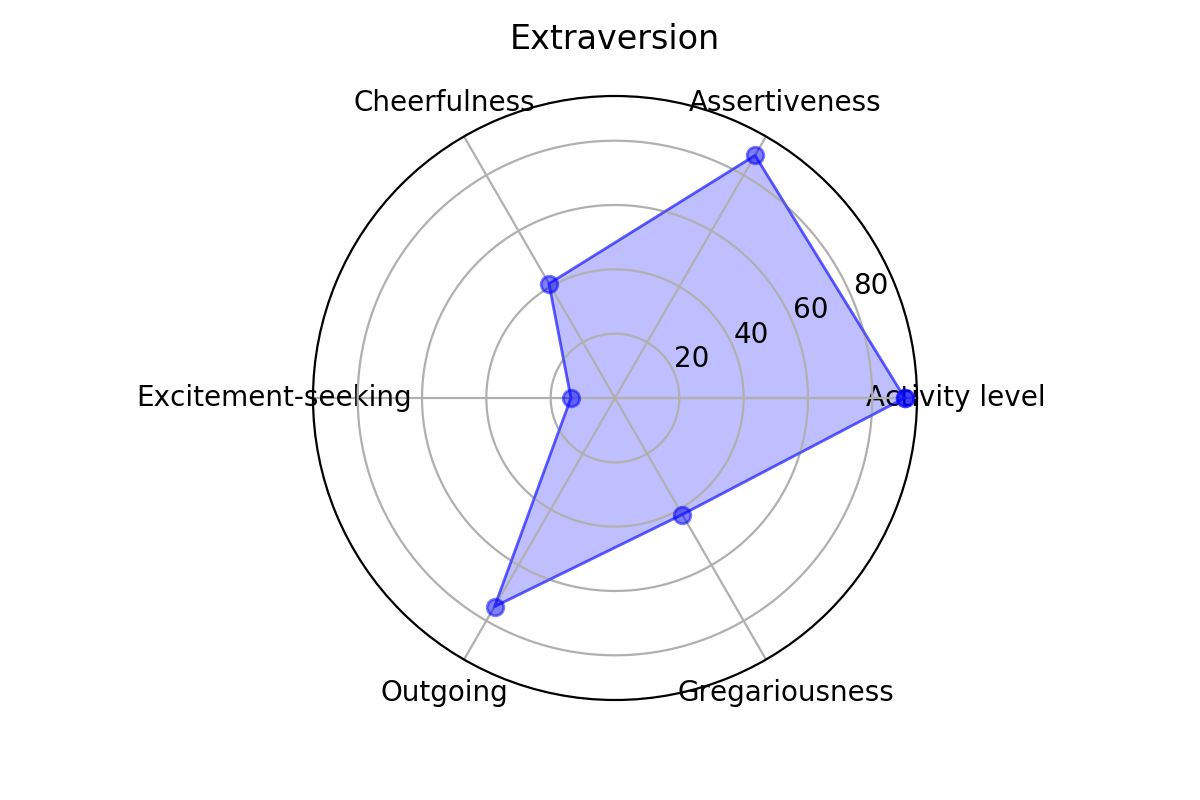 Extraversion
Cheerfulness
Assertiveness
80
60
40
20
Excitement-seeking
Activity level
Outgoing
Gregariousness